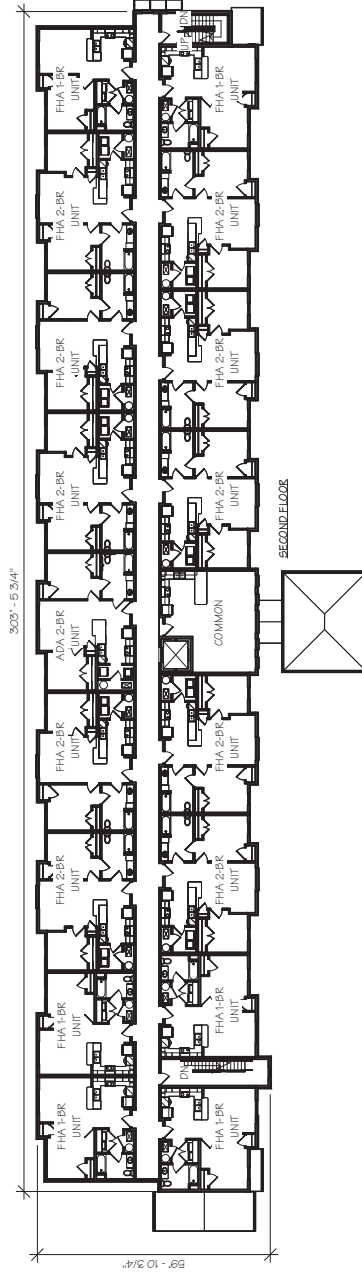 303' - 5 3/4"
59' - 10 3/4"
FHA 1-BR
UNIT
FHA 1-BR
UNIT
FHA 2-BR
UNIT
FHA 2-BR
UNIT
ADA 2-BR
UNIT
FHA 2-BR
UNIT
FHA 2-BR
UNIT
FHA 2-BR
UNIT
FHA 1-BR
UNIT
FHA 1-BR
UNIT
DN
FHA 1-BR
UNIT
FHA 2-BR
UNIT
FHA 2-BR
UNIT
COMMON
FHA 2-BR
UNIT
FHA 2-BR
UNIT
FHA 2-BR
UNIT
FHA 1-BR
UNIT
UP
DN
SECOND FLOOR